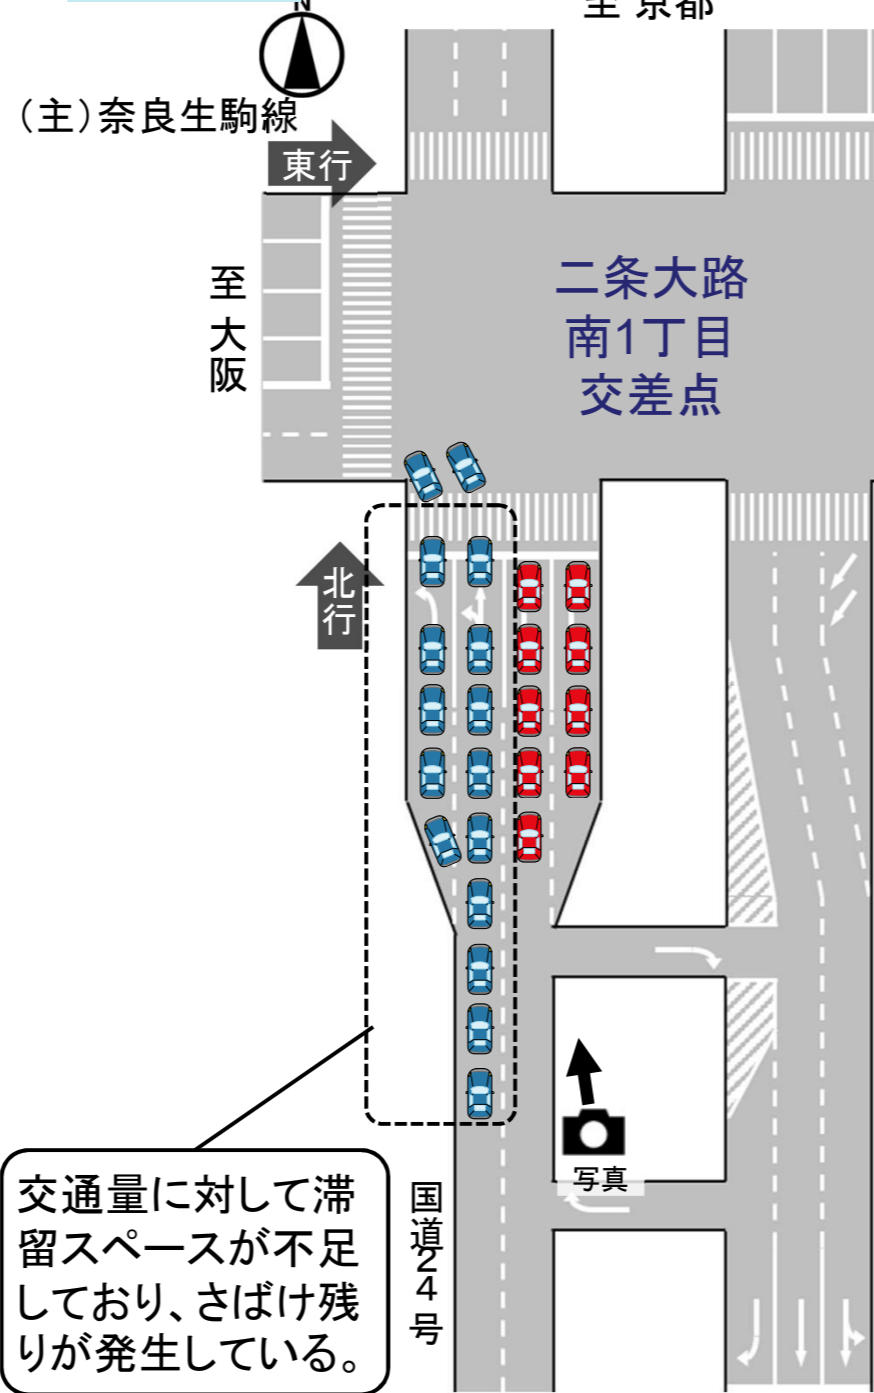 N
至 京都
(主)奈良生駒線
東行
至 大阪
二条大路
南1丁目
交差点
北行
写真
国道24号
交通量に対して滞
留スペースが不足
しており、さばけ残
りが発生している。